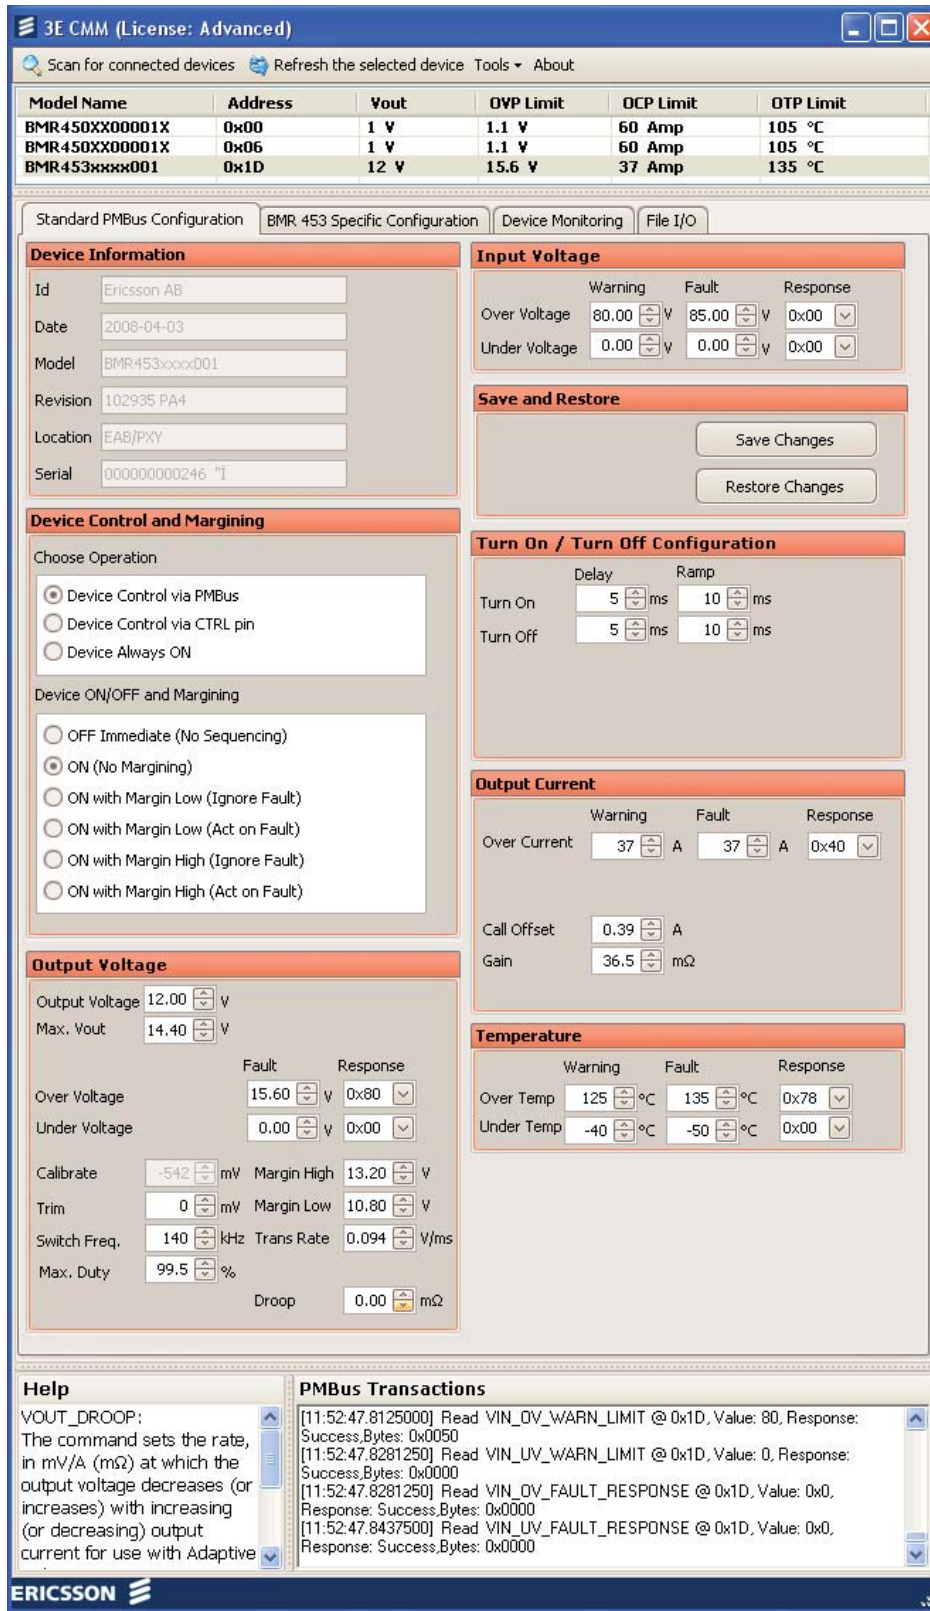 3E CMM (License: Advanced)
Scan for connected devices Refresh the selected device Tools About
Model Name Address Vout OVP Limit OCP Limit OTP Limit
BMR450XX00001X 0x00 1 V 1.1 V 60 Amp 105 °C
BMR450XX00001X 0x06 1 V 1.1 V 60 Amp 105 °C
BMR453xxxx001 0x1D 12 V 15.6 V 37 Amp 135 °C
Standard PMBus Configuration BMR 453 Specific Configuration Device Monitoring File I/O
Device Information
Id Ericsson AB
Date 2008-04-03
Model BMR453xxxx001
Revision 102935 PA4
Location EAB/PXY
Serial 000000000246 "Ï
Device Control and Margining
Choose Operation
Device Control via PMBus
Device Control via CTRL pin
Device Always ON
Device ON/OFF and Margining
OFF Immediate (No Sequencing)
ON (No Margining)
ON with Margin Low (Ignore Fault)
ON with Margin Low (Act on Fault)
ON with Margin High (Ignore Fault)
ON with Margin High (Act on Fault)
Output Voltage
Output Voltage 12.00 V
Max. Vout 14.40 V
Fault Response
Over Voltage 15.60 V 0x80
Under Voltage 0.00 V 0x00
Calibrate -542 mV Margin High 13.20 V
Trim 0 mV Margin Low 10.80 V
Switch Freq. 140 kHz Trans Rate 0.094 V/ms
Max. Duty 99.5 %
Droop 0.00 mΩ
Input Voltage
Warning Fault Response
Over Voltage 80.00 V 85.00 V 0x00
Under Voltage 0.00 V 0.00 V 0x00
Save and Restore
Save Changes
Restore Changes
Turn On / Turn Off Configuration
Delay Ramp
Turn On 5 ms 10 ms
Turn Off 5 ms 10 ms
Output Current
Warning Fault Response
Over Current 37 A 37 A 0x40
Call Offset 0.39 A
Gain 36.5 mΩ
Temperature
Warning Fault Response
Over Temp 125 °C 135 °C 0x78
Under Temp -40 °C -50 °C 0x00
Help
VOUT_DROOP:
The command sets the rate,
in mV/A (mΩ) at which the
output voltage decreases (or
increases) with increasing
(or decreasing) output
current for use with Adaptive
PMBus Transactions
[11:52:47.8125000] Read VIN_OV_WARN_LIMIT @ 0x1D, Value: 80, Response:
Success,Bytes: 0x0050
[11:52:47.8281250] Read VIN_UV_WARN_LIMIT @ 0x1D, Value: 0, Response:
Success,Bytes: 0x0000
[11:52:47.8281250] Read VIN_OV_FAULT_RESPONSE @ 0x1D, Value: 0x0,
Response: Success,Bytes: 0x0000
[11:52:47.8437500] Read VIN_UV_FAULT_RESPONSE @ 0x1D, Value: 0x0,
Response: Success,Bytes: 0x0000
ERICSSON